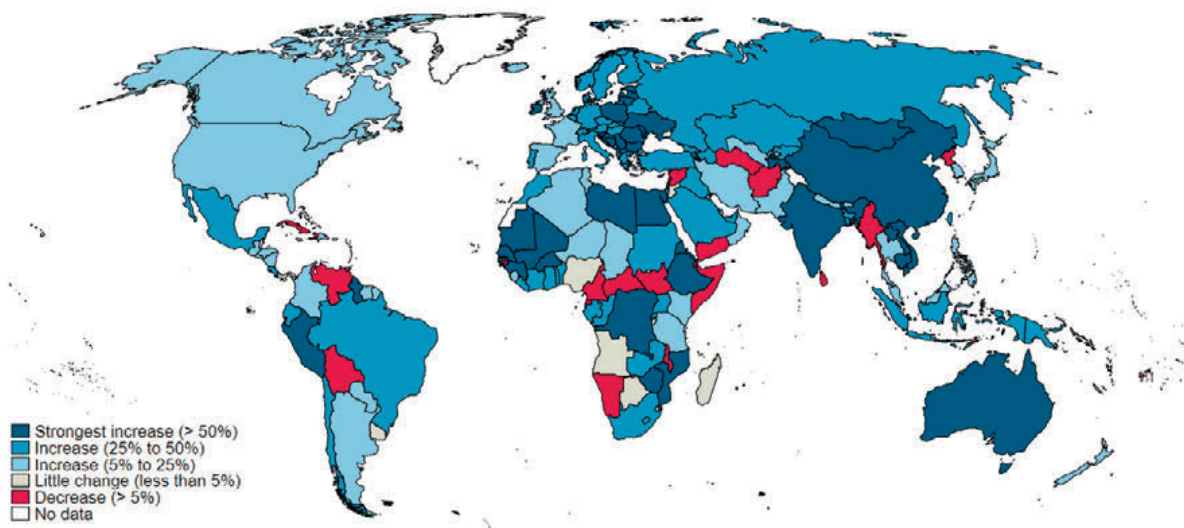 Strongest increase (> 50%)
Increase (25% to 50%)
Increase (5% to 25%)
Little change (less than 5%)
Decrease (> 5%)
No data